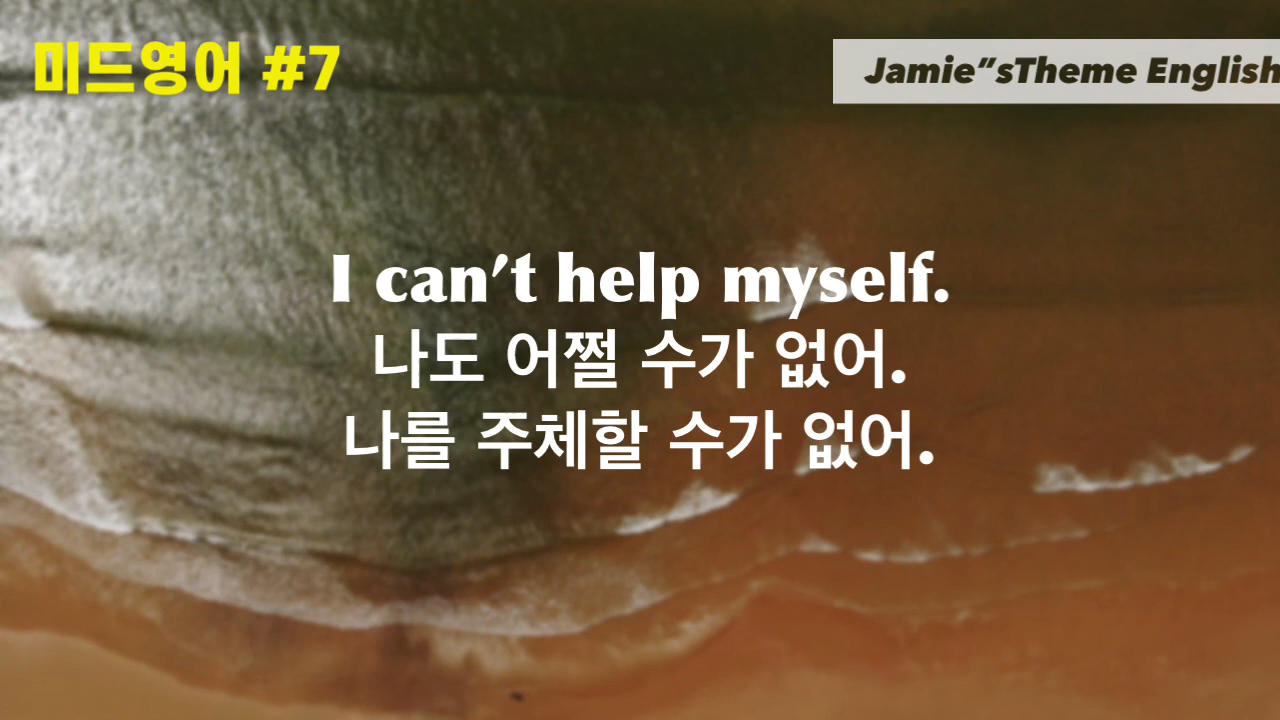 미드영어 #7
Jamie”sTheme English
I can’t help myself.
나도 어쩔 수가 없어.
나를 주체할 수가 없어.